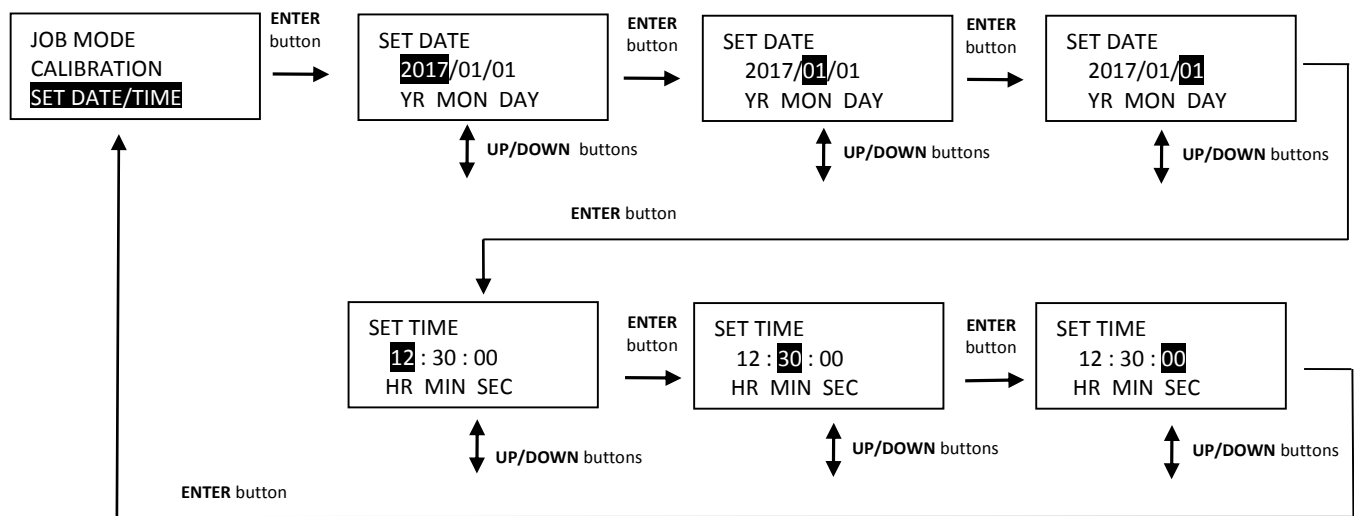 JOB MODE
CALIBRATION
SET DATE/TIME
ENTER
button
SET DATE
2017/01/01
YR MON DAY
UP/DOWN buttons
ENTER
button
SET DATE
2017/01/01
YR MON DAY
UP/DOWN buttons
ENTER
button
SET DATE
2017/01/01
YR MON DAY
UP/DOWN buttons
ENTER button
SET TIME
12 : 30 : 00
HR MIN SEC
UP/DOWN buttons
ENTER
button
SET TIME
12 : 30 : 00
HR MIN SEC
UP/DOWN buttons
ENTER
button
SET TIME
12 : 30 : 00
HR MIN SEC
UP/DOWN buttons
ENTER button